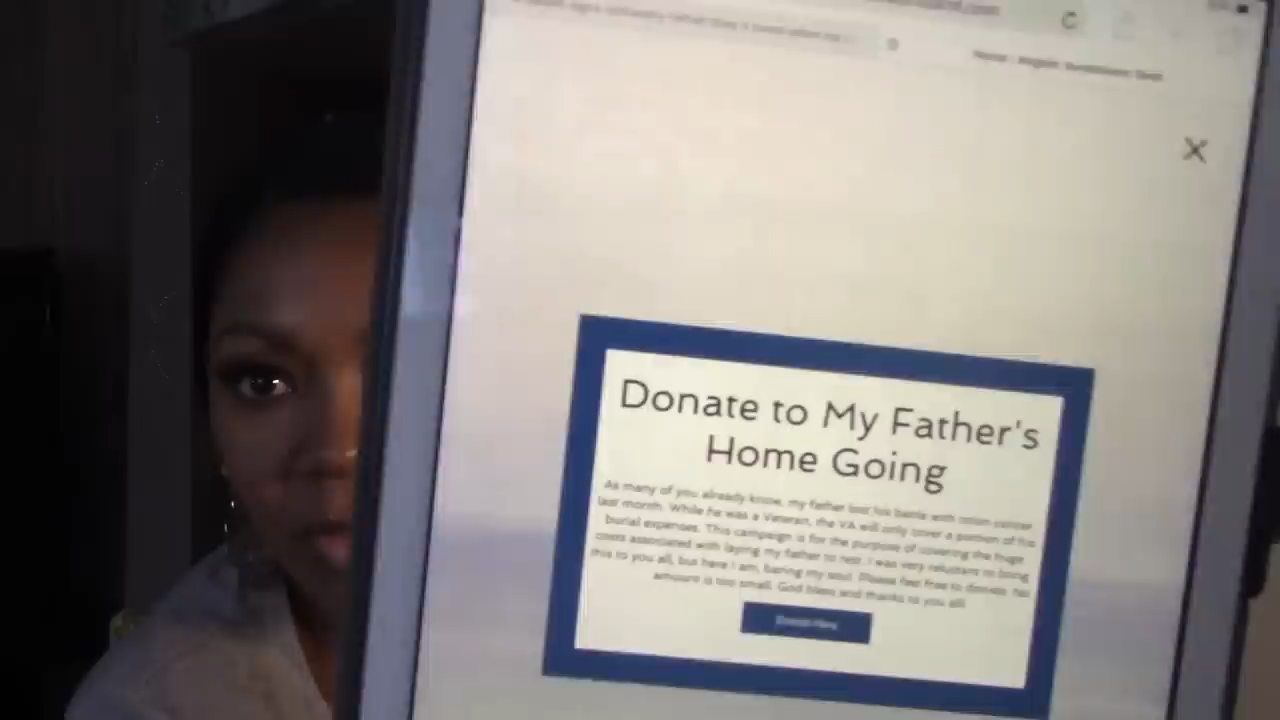 Donate to My Father's
Home Going
As many of you already know, my father lost his battle with colon cancer
last month. While he was a Veteran, the VA will only cover a portion of his
burial expenses. This campaign is for the purpose of covering the huge
costs associated with laying my father to rest. I was very reluctant to bring
this to you all, but here I am, baring my soul. Please feel free to donate. No
amount is too small. God bless and thanks to you all!